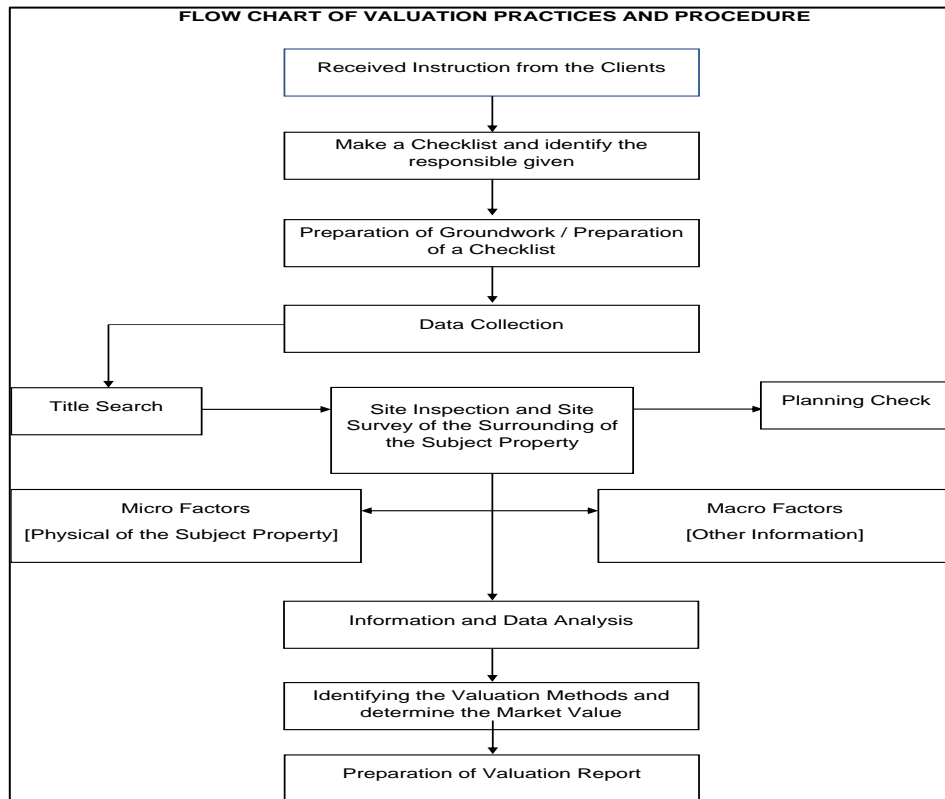 FLOW CHART OF VALUATION PRACTICES AND PROCEDURE
Received Instruction from the Clients
Make a Checklist and identify the
responsible given
Preparation of Groundwork / Preparation
of a Checklist
Data Collection
Title Search
Site Inspection and Site
Survey of the Surrounding of
the Subject Property
Planning Check
Micro Factors
[Physical of the Subject Property]
Macro Factors
[Other Information]
Information and Data Analysis
Identifying the Valuation Methods and
determine the Market Value
Preparation of Valuation Report